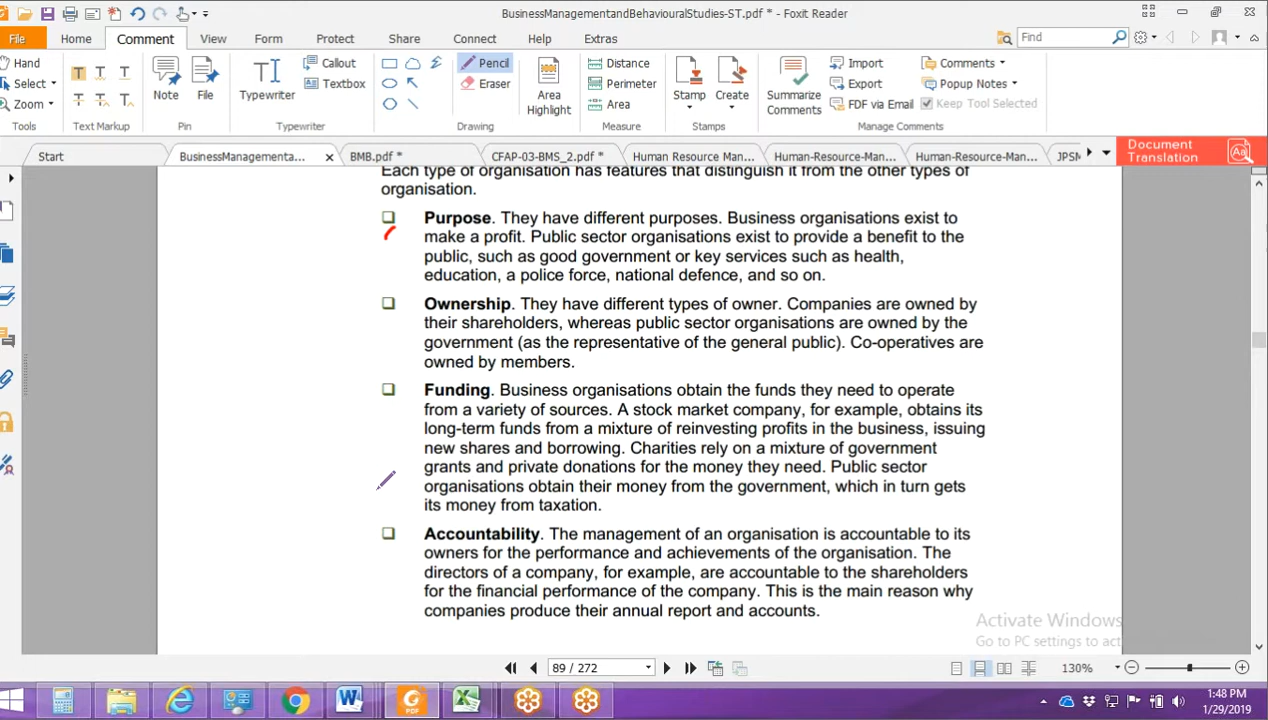 BusinessManagementandBehaviouralStudies-ST.pdf * - Foxit Reader
File Home Comment View Form Protect Share Connect Help Extras Find
Hand
Select
Zoom
Tools
Text Markup
Note
File
Pin
Typewriter
Callout
Textbox
Typewriter
Pencil
Eraser
Area
Highlight
Drawing
Distance
Perimeter
Area
Measure
Stamp
Create
Stamps
Summarize
Comments
Import
Export
FDF via Email
Comments
Popup Notes
Keep Tool Selected
Manage Comments
Start BusinessManagementa... BMB.pdf * CFAP-03-BMS_2.pdf * Human Resource Man... Human-Resource-Man... Human-Resource-Man... JPSM
Document
Translation
Each type of organisation has features that distinguish it from the other types of
organisation.
Purpose. They have different purposes. Business organisations exist to
make a profit. Public sector organisations exist to provide a benefit to the
public, such as good government or key services such as health,
education, a police force, national defence, and so on.
Ownership. They have different types of owner. Companies are owned by
their shareholders, whereas public sector organisations are owned by the
government (as the representative of the general public). Co-operatives are
owned by members.
Funding. Business organisations obtain the funds they need to operate
from a variety of sources. A stock market company, for example, obtains its
long-term funds from a mixture of reinvesting profits in the business, issuing
new shares and borrowing. Charities rely on a mixture of government
grants and private donations for the money they need. Public sector
organisations obtain their money from the government, which in turn gets
its money from taxation.
Accountability. The management of an organisation is accountable to its
owners for the performance and achievements of the organisation. The
directors of a company, for example, are accountable to the shareholders
for the financial performance of the company. This is the main reason why
companies produce their annual report and accounts.
Activate Windows
Go to PC settings to act
89 / 272
130%
1:48 PM
1/29/2019